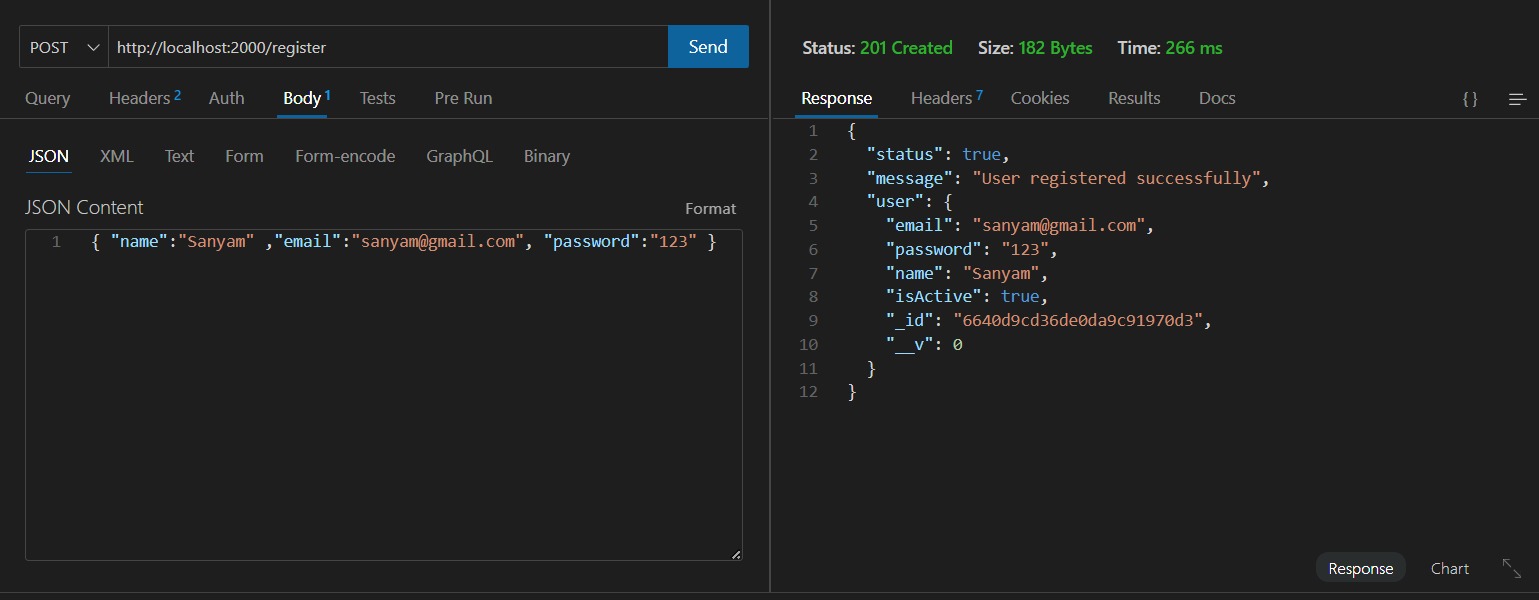 POST http://localhost:2000/register Send
Query Headers 2 Auth Body 1 Tests Pre Run
JSON XML Text Form Form-encode GraphQL Binary
JSON Content Format
1 { "name":"Sanyam" ,"email":"sanyam@gmail.com", "password":"123" }
Status: 201 Created Size: 182 Bytes Time: 266 ms
Response Headers 7 Cookies Results Docs { }
1 {
2 "status": true,
3 "message": "User registered successfully",
4 "user": {
5 "email": "sanyam@gmail.com",
6 "password": "123",
7 "name": "Sanyam",
8 "isActive": true,
9 "_id": "6640d9cd36de0da9c91970d3",
10 "__v": 0
11 }
12 }
Response Chart